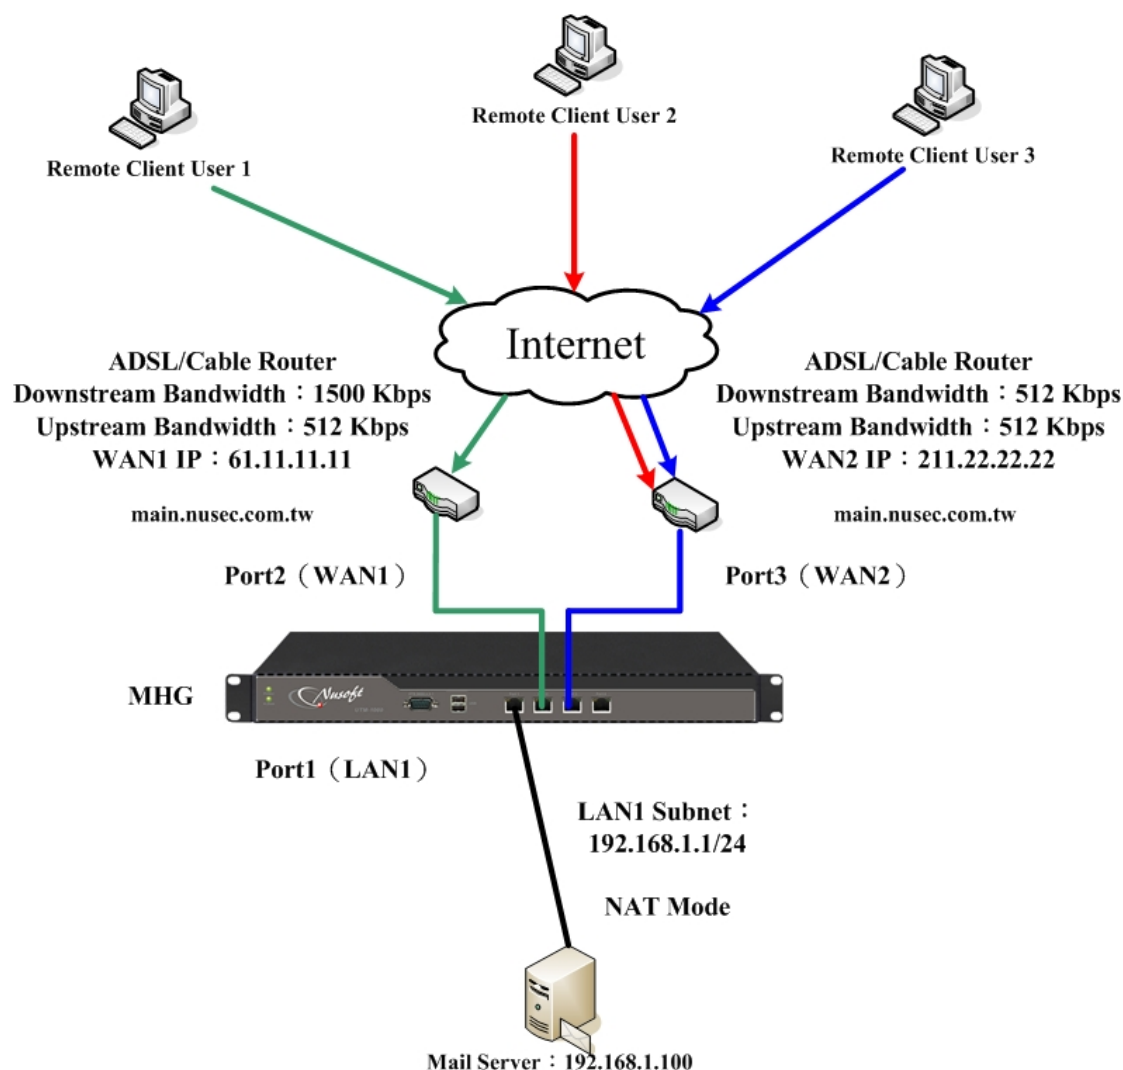 Remote Client User 2
Remote Client User 1
Remote Client User 3
Internet
ADSL/Cable Router
Downstream Bandwidth：1500 Kbps
Upstream Bandwidth：512 Kbps
WAN1 IP：61.11.11.11
main.nusec.com.tw
ADSL/Cable Router
Downstream Bandwidth：512 Kbps
Upstream Bandwidth：512 Kbps
WAN2 IP：211.22.22.22
main.nusec.com.tw
Port2（WAN1）
Port3（WAN2）
MHG
Nusoft
Port1（LAN1）
LAN1 Subnet：
192.168.1.1/24
NAT Mode
Mail Server：192.168.1.100